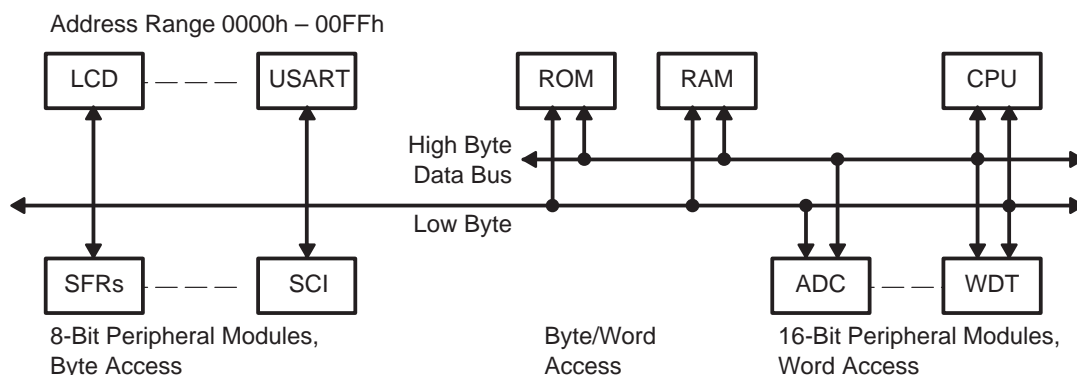 Address Range 0000h – 00FFh
LCD
USART
ROM
RAM
CPU
High Byte
Data Bus
Low Byte
SFRs
SCI
ADC
WDT
8-Bit Peripheral Modules,
Byte Access
Byte/Word
Access
16-Bit Peripheral Modules,
Word Access